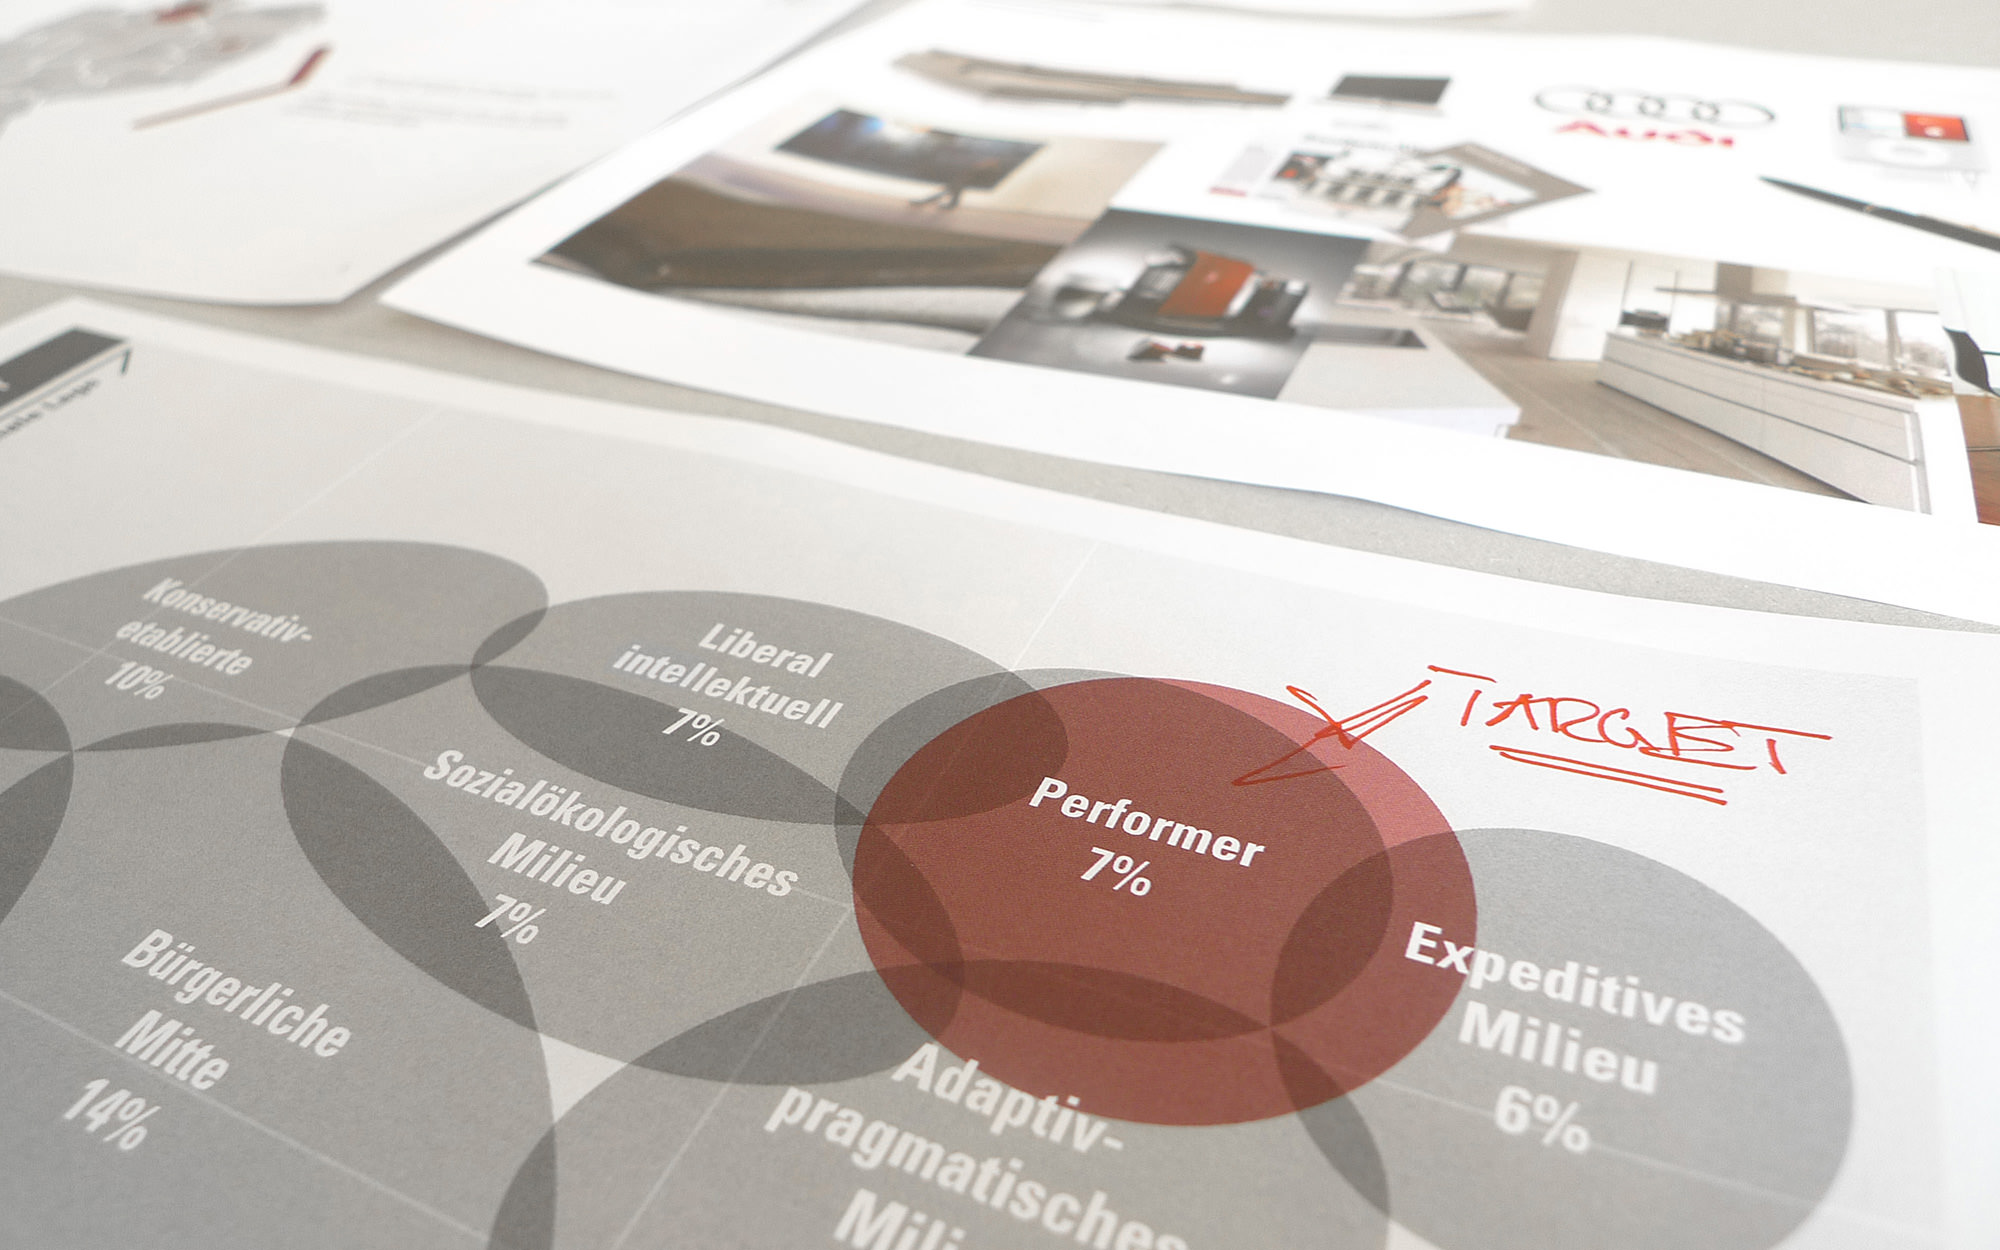 Audi
Konservativ-
etablierte
10%
Liberal
intellektuell
7%
Sozialökologisches
Milieu
7%
Performer
7%
TARGET
Expeditives
Milieu
6%
Bürgerliche
Mitte
14%
Adaptiv-
pragmatisches